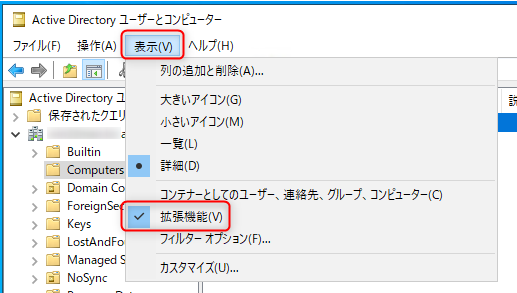 Active Directory ユーザーとコンピューター
ファイル(F) 操作(A) 表示(V) ヘルプ(H)
列の追加と削除(A)...
Active Directory ユ
説
保存されたクエリ
大きいアイコン(G)
小さいアイコン(M)
a
一覧(L)
Builtin
詳細(D)
Computers
Domain Co
コンテナーとしてのユーザー、連絡先、グループ、コンピューター(C)
ForeignSec
拡張機能(V)
Keys
フィルター オプション(F)...
LostAndFou
Managed S
カスタマイズ(U)...
NoSync